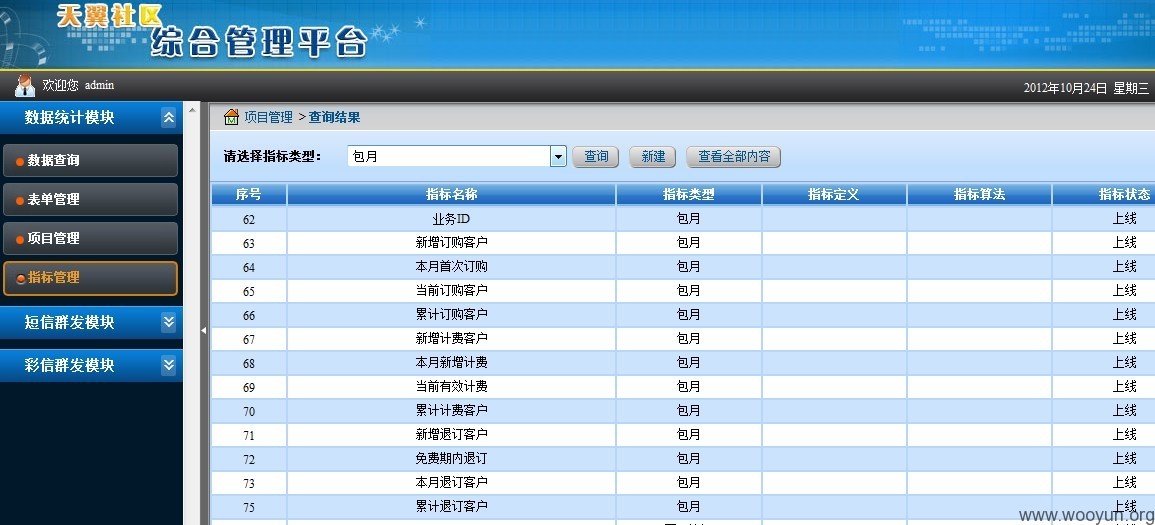 天翼社区
综合管理平台
欢迎您 admin
2012年10月24日 星期三
数据统计模块
数据查询
表单管理
项目管理
指标管理
短信群发模块
彩信群发模块
项目管理 >查询结果
请选择指标类型： 包月 查询 新建 查看全部内容
序号 指标名称 指标类型 指标定义 指标算法 指标状态
62 业务ID 包月 上线
63 新增订购客户 包月 上线
64 本月首次订购 包月 上线
65 当前订购客户 包月 上线
66 累计订购客户 包月 上线
67 新增计费客户 包月 上线
68 本月新增计费 包月 上线
69 当前有效计费 包月 上线
70 累计计费客户 包月 上线
71 新增退订客户 包月 上线
72 免费期内退订 包月 上线
73 本月退订客户 包月 上线
75 累计退订客户 包月 上线
www.wooyun.org